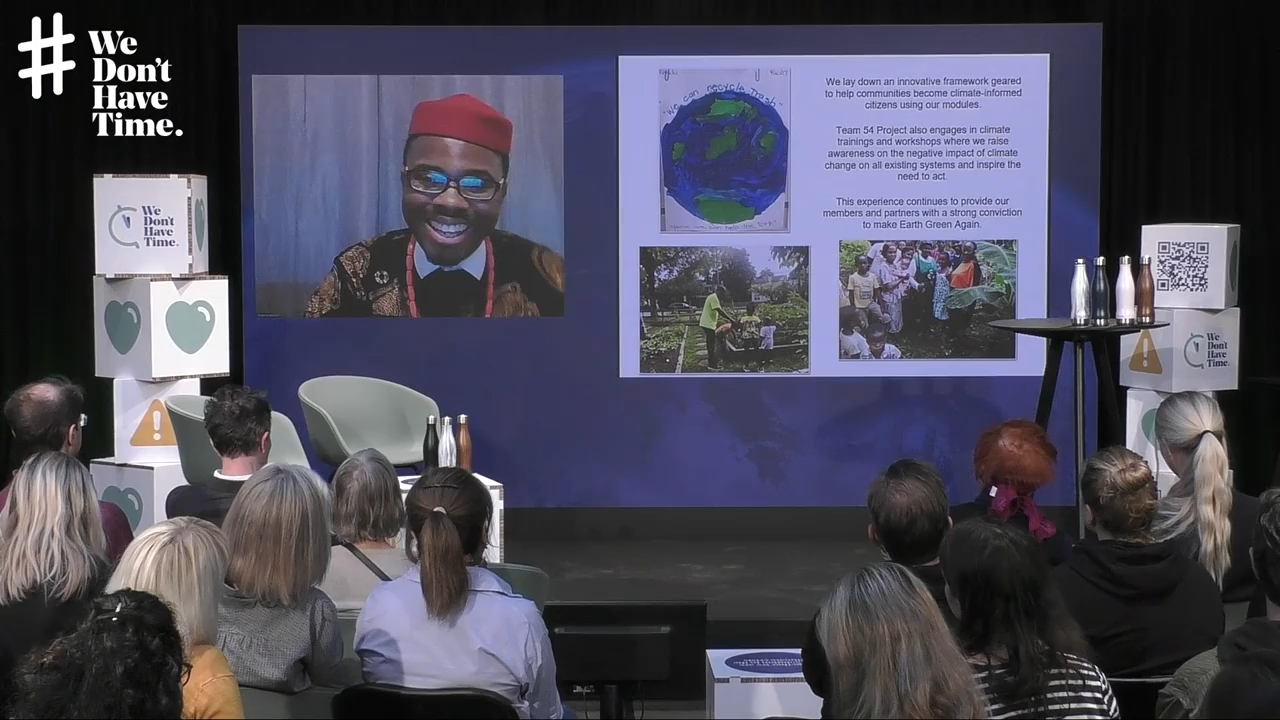 # We
Don't
Have
Time.
We
Don't
Have
Time.
"We can recycle Trash"
We lay down an innovative framework geared
to help communities become climate-informed
citizens using our modules.
Team 54 Project also engages in climate
trainings and workshops where we raise
awareness on the negative impact of climate
change on all existing systems and inspire the
need to act.
This experience continues to provide our
members and partners with a strong conviction
to make Earth Green Again.
We
Don't
Have
Time.